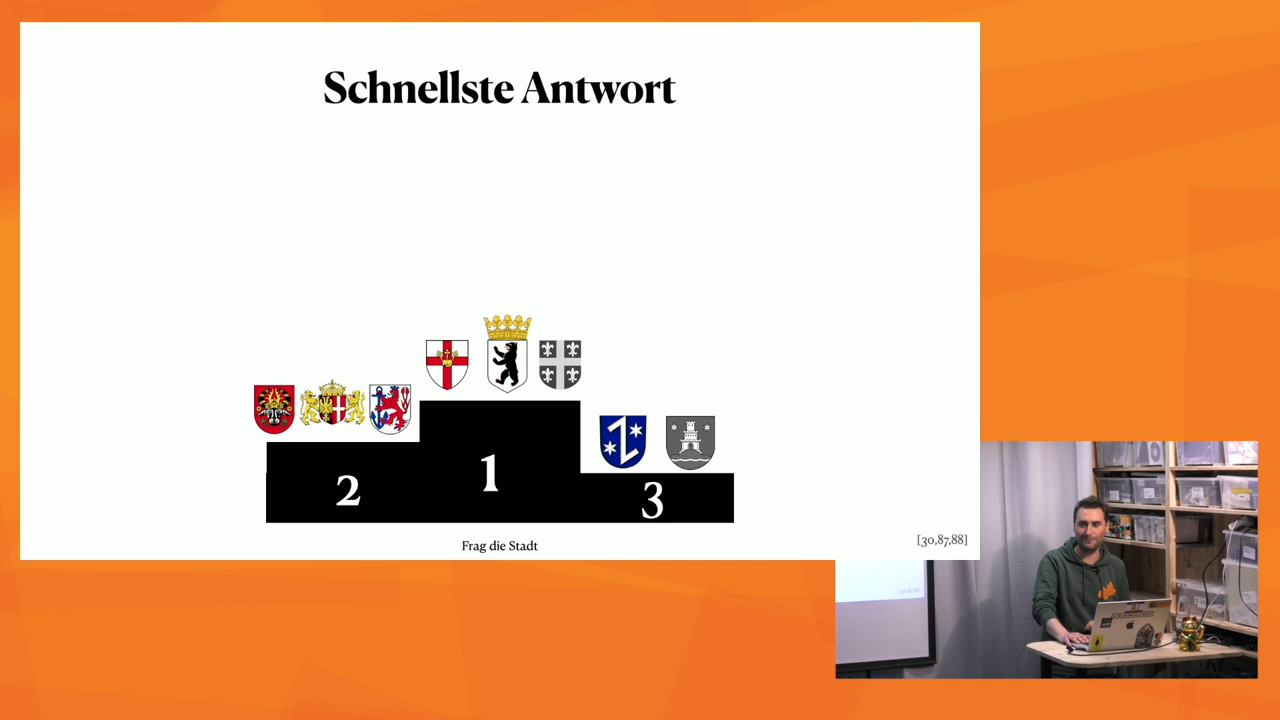 Schnellste Antwort
2
1
3
Frag die Stadt
[30,87,88]